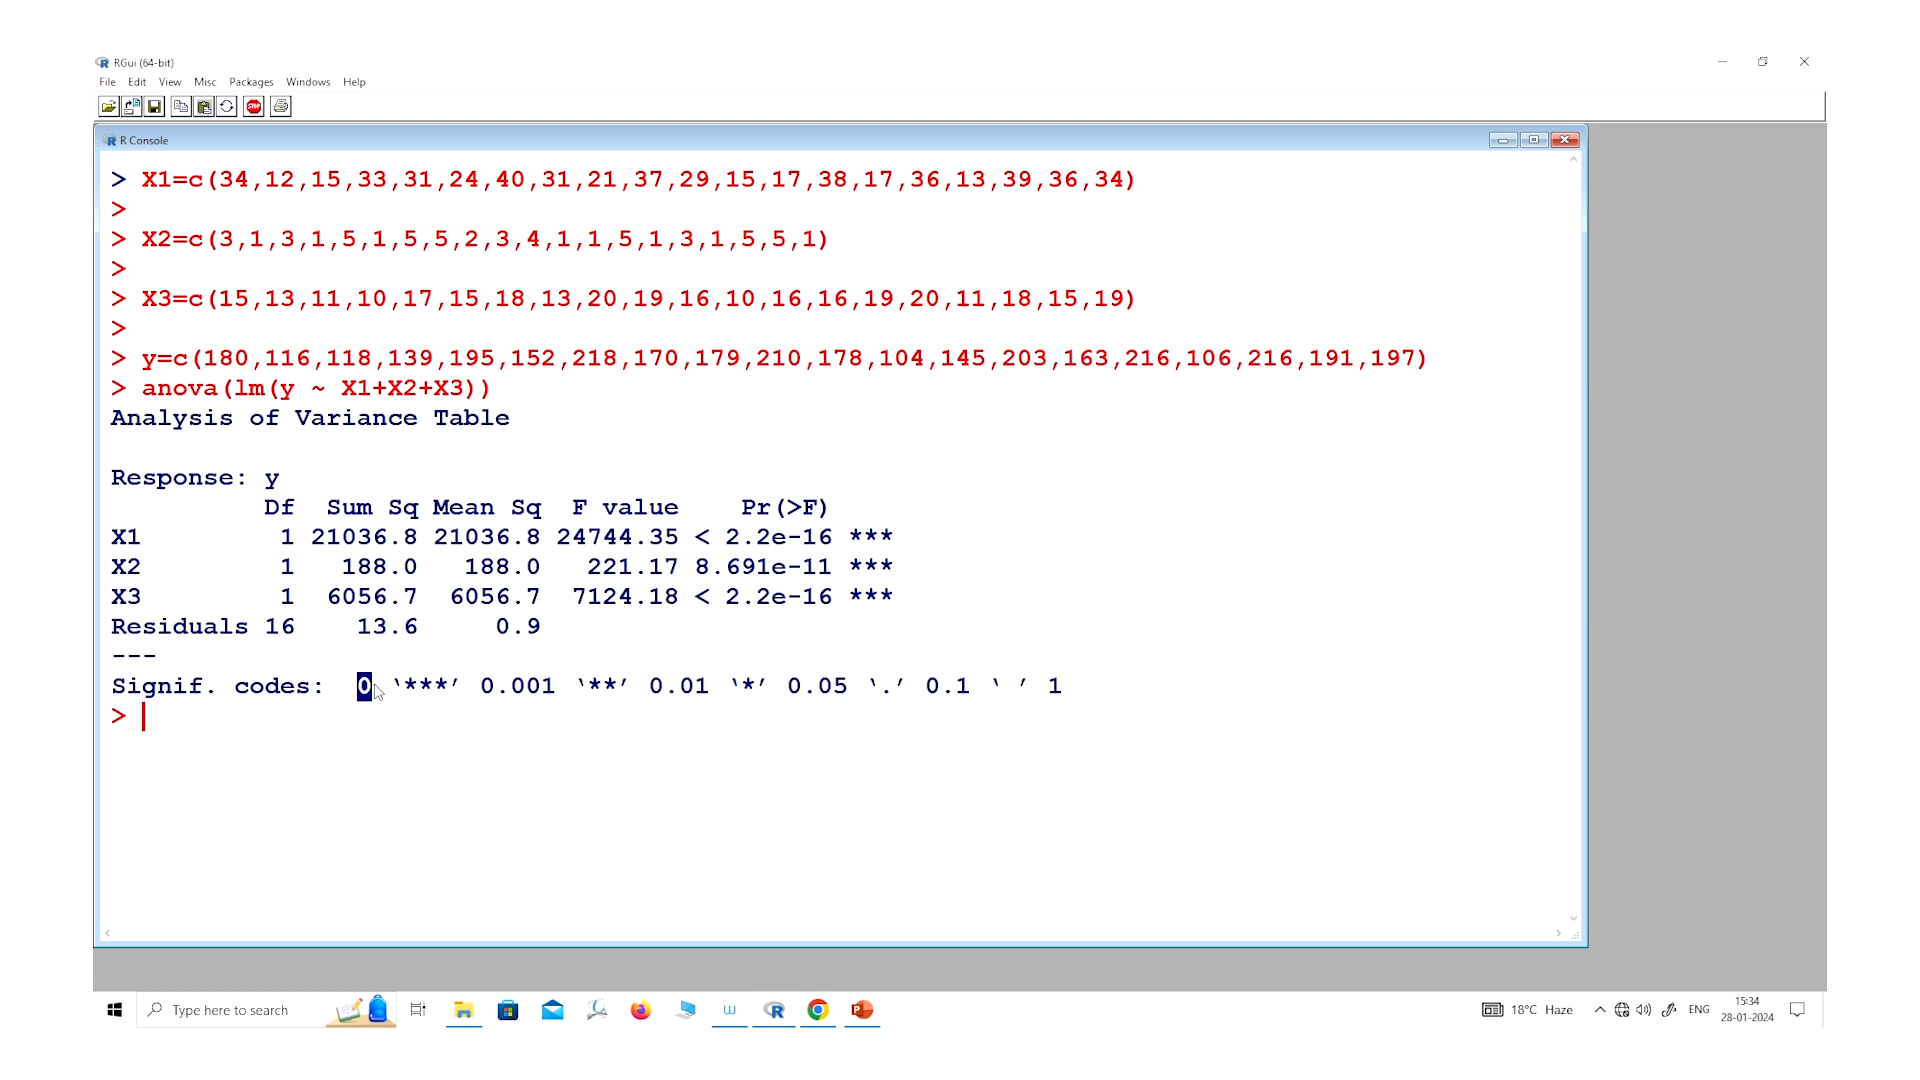 RGui (64-bit)
File Edit View Misc Packages Windows Help
STOP
R Console
> X1=c(34,12,15,33,31,24,40,31,21,37,29,15,17,38,17,36,13,39,36,34)
>
> X2=c(3,1,3,1,5,1,5,5,2,3,4,1,1,5,1,3,1,5,5,1)
>
> X3=c(15,13,11,10,17,15,18,13,20,19,16,10,16,16,19,20,11,18,15,19)
>
> y=c(180,116,118,139,195,152,218,170,179,210,178,104,145,203,163,216,106,216,191,197)
> anova(lm(y ~ X1+X2+X3))
Analysis of Variance Table
Response: y
Df Sum Sq Mean Sq F value Pr(>F)
X1 1 21036.8 21036.8 24744.35 < 2.2e-16 ***
X2 1 188.0 188.0 221.17 8.691e-11 ***
X3 1 6056.7 6056.7 7124.18 < 2.2e-16 ***
Residuals 16 13.6 0.9
---
Signif. codes: 0 ‘***’ 0.001 ‘**’ 0.01 ‘*’ 0.05 ‘.’ 0.1 ‘ ’ 1
>
Type here to search
18°C Haze
ENG
15:34
28-01-2024